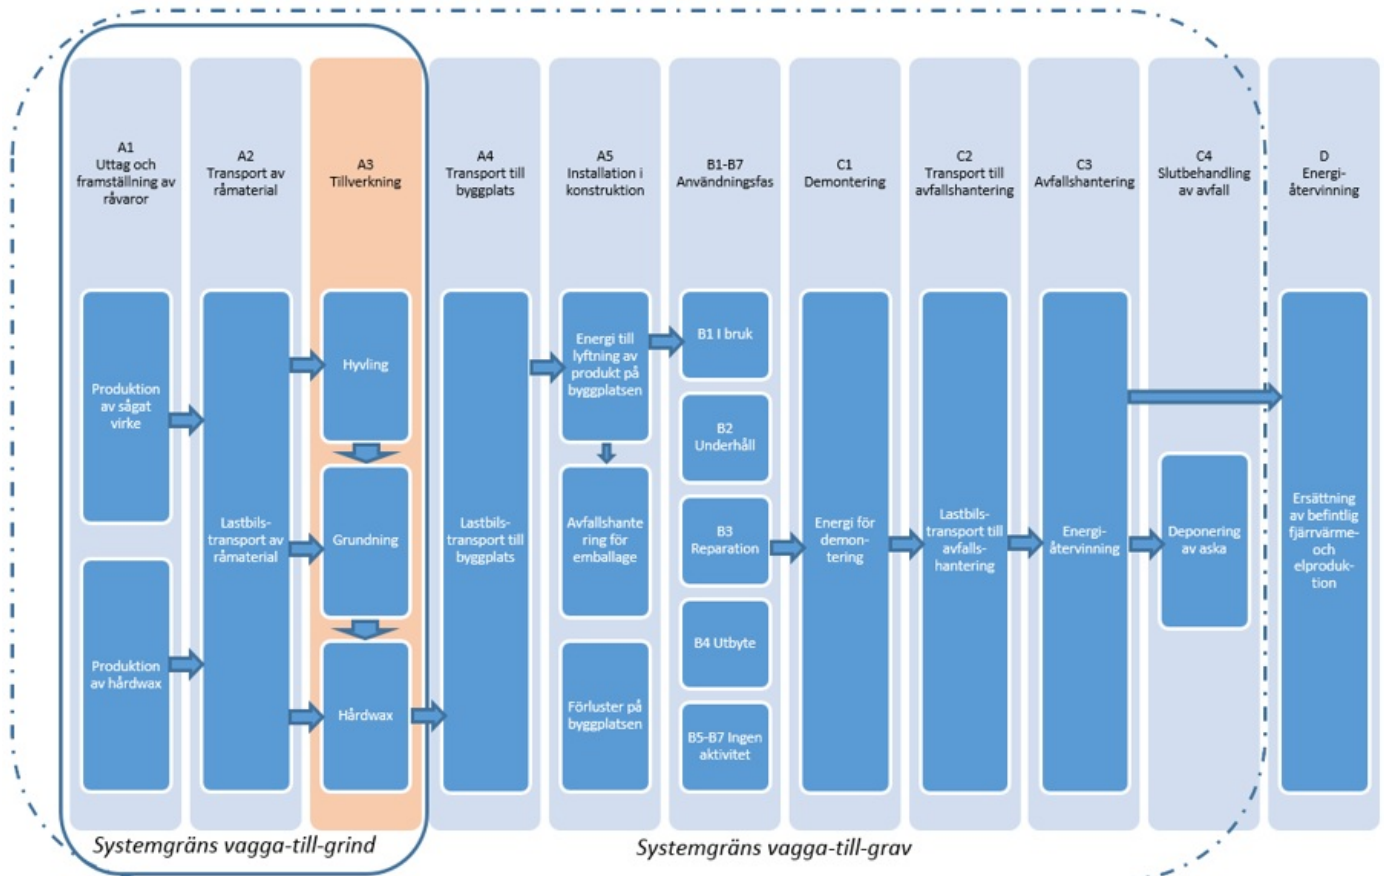 A1
Uttag och
framställning av
råvaror
A2
Transport av
råmaterial
A3
Tillverkning
A4
Transport till
byggplats
A5
Installation i
konstruktion
B1-B7
Användningsfas
C1
Demontering
C2
Transport till
avfallshantering
C3
Avfallshantering
C4
Slutbehandling
av avfall
D
Energi-
återvinning
Produktion
av sågat
virke
Produktion
av hårdwax
Lastbils-
transport av
råmaterial
Hyvling
Grundning
Hårdwax
Lastbils-
transport till
byggplats
Energi till
lyftning av
produkt på
byggplatsen
Avfallshante
ring för
emballage
Förluster på
byggplatsen
B1 I bruk
B2
Underhåll
B3
Reparation
B4 Utbyte
B5-B7 Ingen
aktivitet
Energi för
demon-
tering
Lastbils-
transport till
avfalls-
hantering
Energi-
återvinning
Deponering
av aska
Ersättning
av befintlig
fjärrvärme-
och
elproduk-
tion
Systemgräns vagga-till-grind
Systemgräns vagga-till-grav